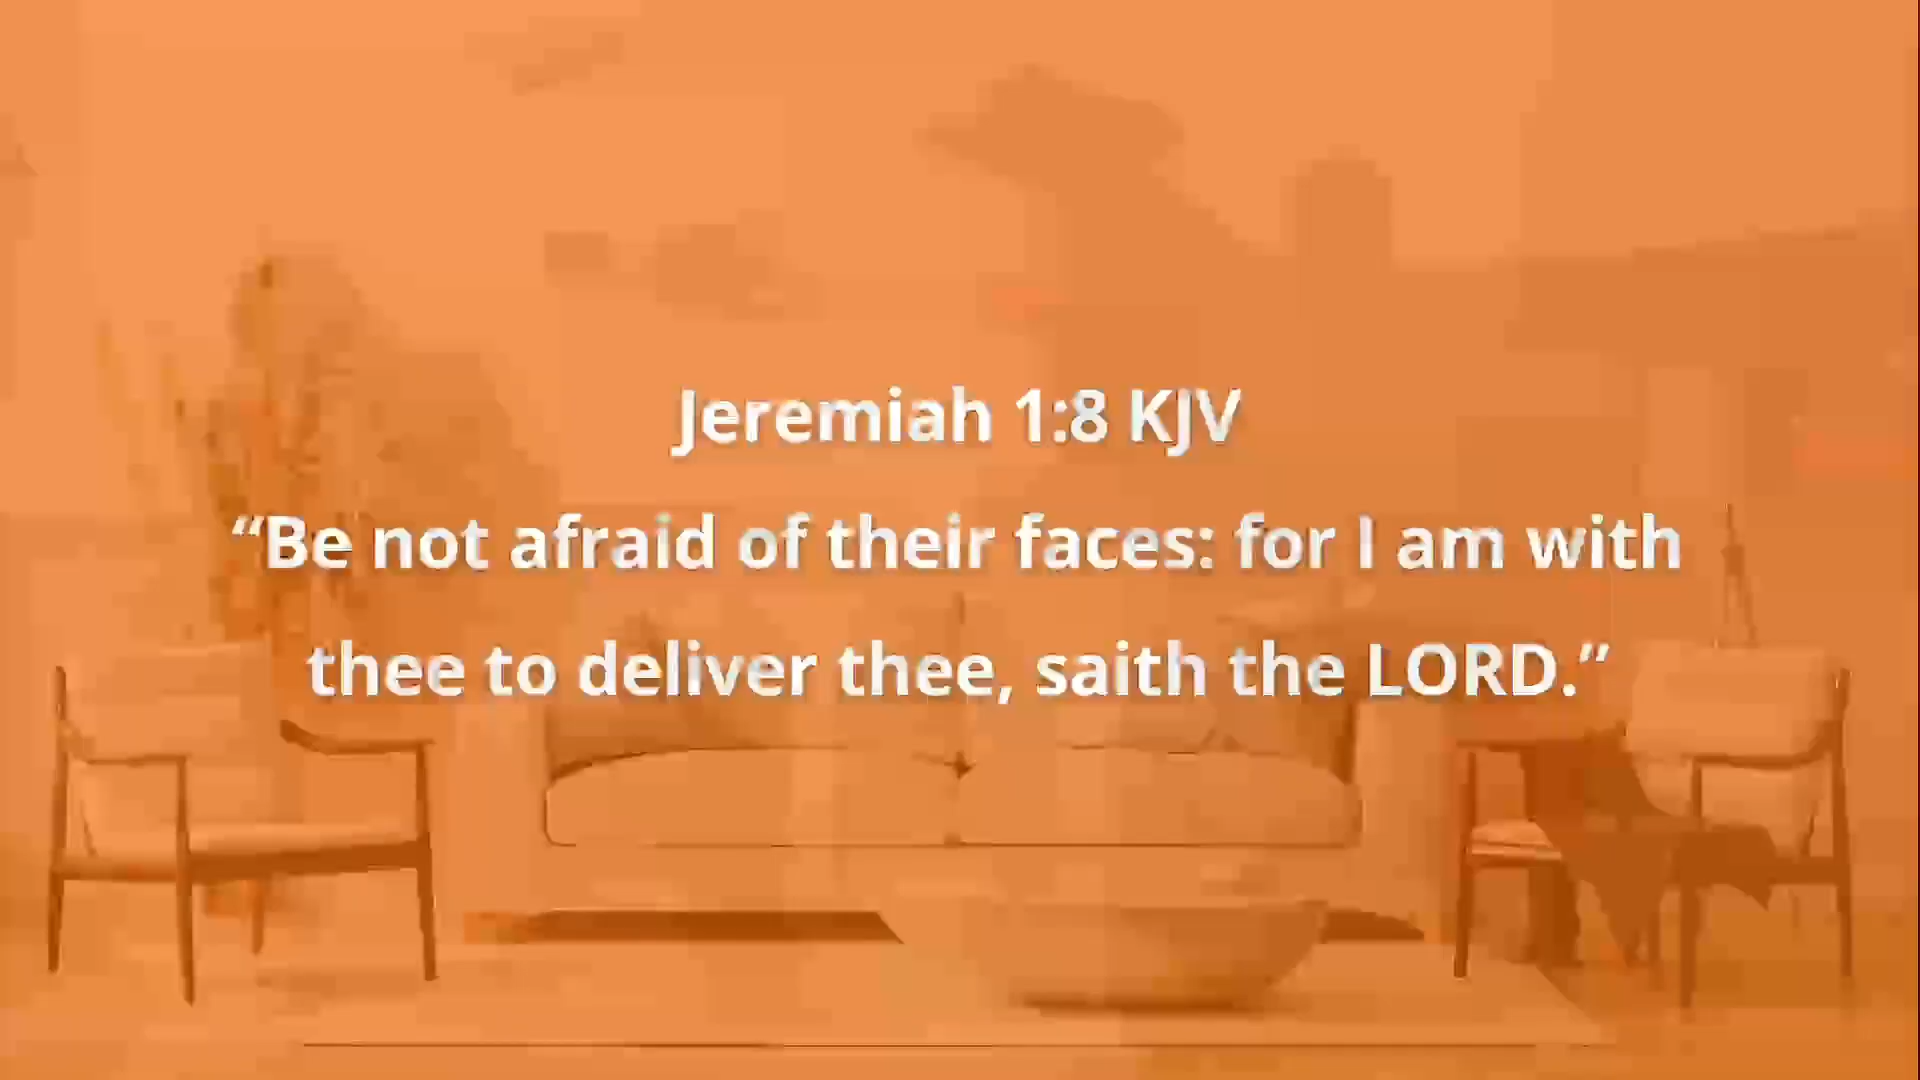 Jeremiah 1:8 KJV
“Be not afraid of their faces: for I am with
thee to deliver thee, saith the LORD.”